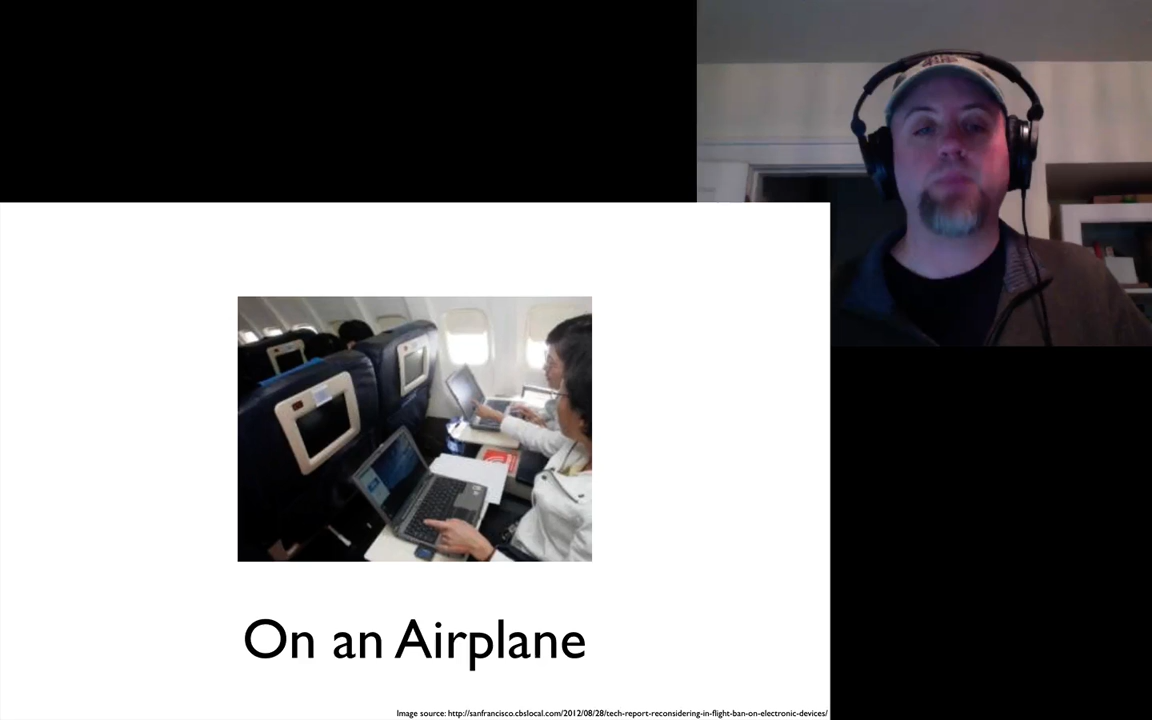 On an Airplane
Image source: http://sanfrancisco.cbslocal.com/2012/08/28/tech-report-reconsidering-in-flight-ban-on-electronic-devices/